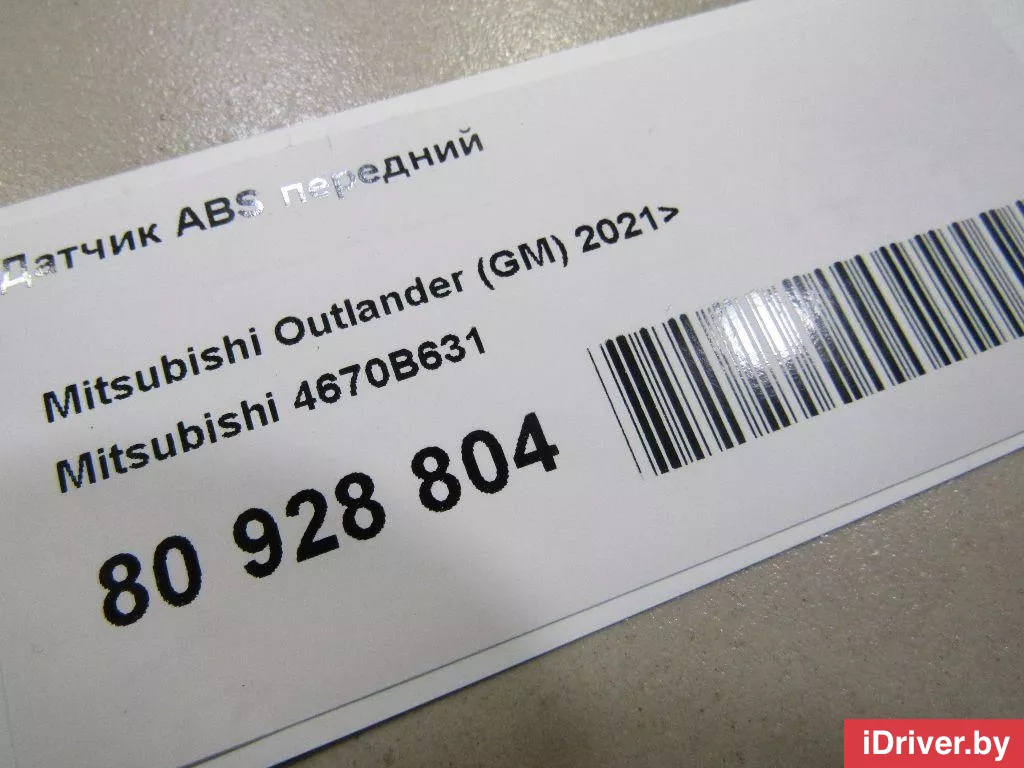 Датчик ABS передний
Mitsubishi Outlander (GM) 2021>
Mitsubishi 4670B631
80 928 804
iDriver.by